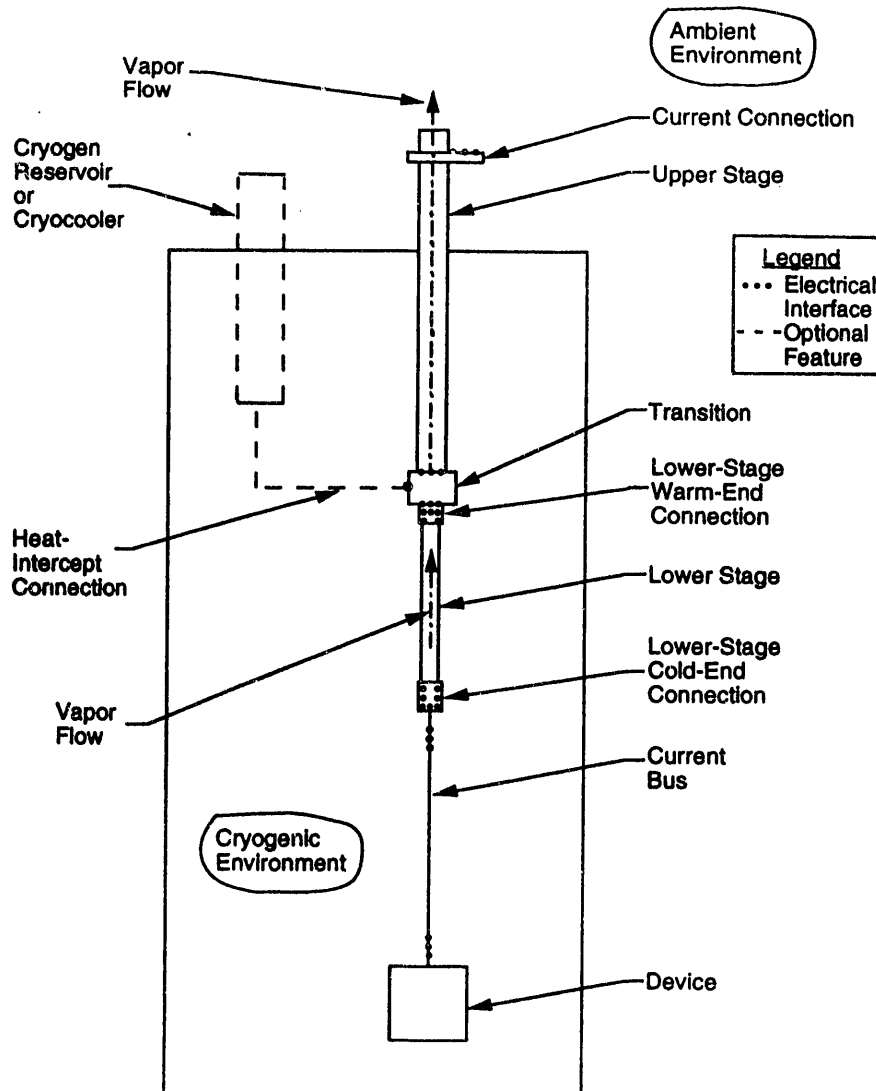 Ambient
Environment
Vapor
Flow
Current Connection
Cryogen
Reservoir
or
Cryocooler
Upper Stage
Legend
Electrical
Interface
Optional
Feature
Transition
Lower-Stage
Warm-End
Connection
Heat-
Intercept
Connection
Lower Stage
Lower-Stage
Cold-End
Connection
Vapor
Flow
Current
Bus
Cryogenic
Environment
Device